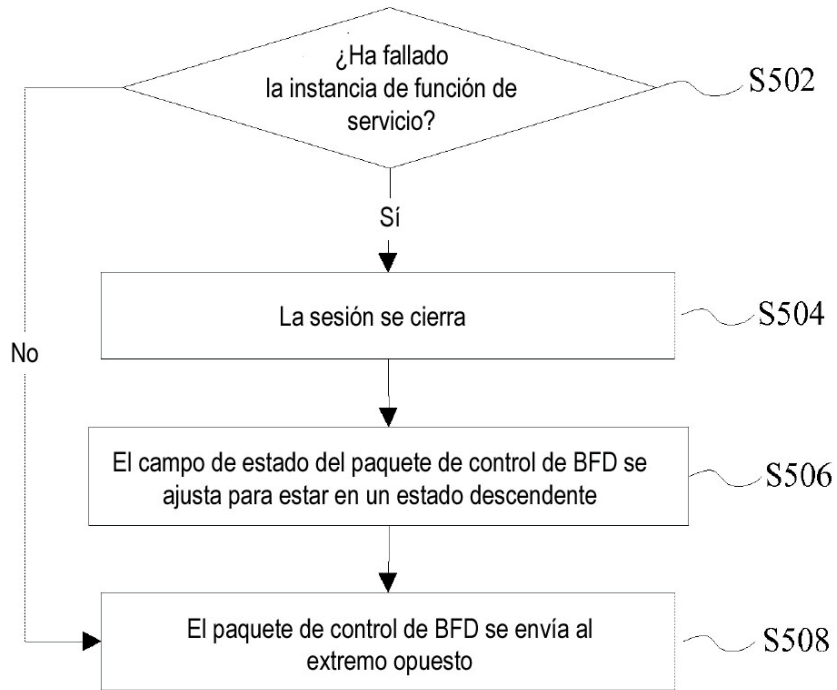 ¿Ha fallado
la instancia de función de
servicio?
S502
Sí
La sesión se cierra
S504
No
El campo de estado del paquete de control de BFD se
ajusta para estar en un estado descendente
S506
El paquete de control de BFD se envía al
extremo opuesto
S508